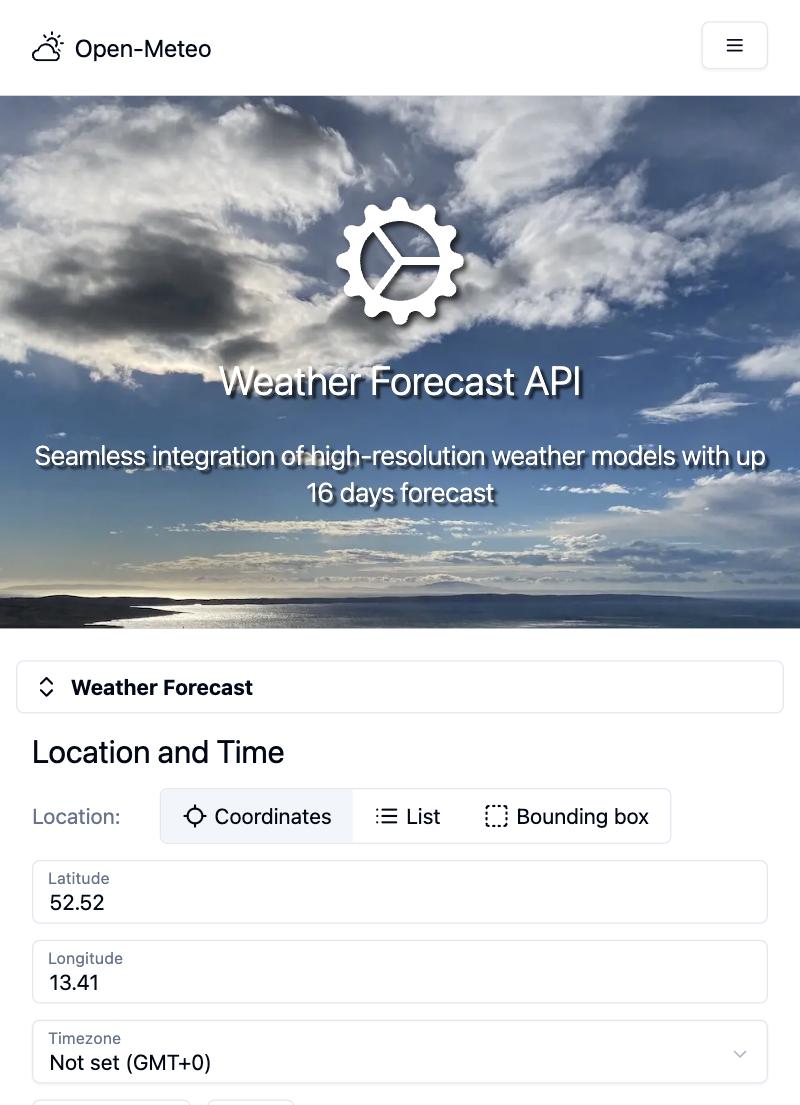 Open-Meteo
Weather Forecast API
Seamless integration of high-resolution weather models with up
16 days forecast
Weather Forecast
Location and Time
Location: Coordinates List Bounding box
Latitude
52.52
Longitude
13.41
Timezone
Not set (GMT+0)